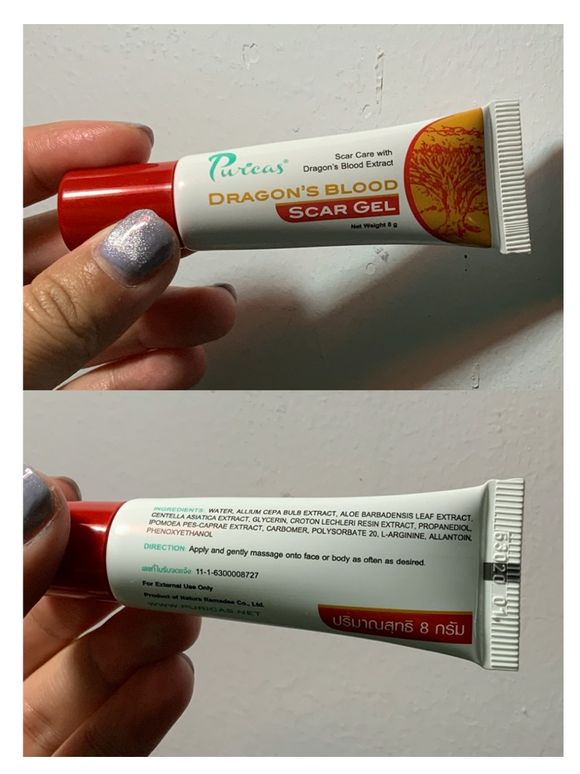 Puricas®
Scar Care with
Dragon's Blood Extract
DRAGON'S BLOOD
SCAR GEL
Net Weight 8 g
INGREDIENTS: WATER, ALLIUM CEPA BULB EXTRACT, ALOE BARBADENSIS LEAF EXTRACT,
CENTELLA ASIATICA EXTRACT, GLYCERIN, CROTON LECHLERI RESIN EXTRACT, PROPANEDIOL,
IPOMOEA PES-CAPRAE EXTRACT, CARBOMER, POLYSORBATE 20, L-ARGININE, ALLANTOIN,
PHENOXYETHANOL
DIRECTION: Apply and gently massage onto face or body as often as desired.
เลขที่ใบรับจดแจ้ง: 11-1-6300008727
For External Use Only
Product of Natura Ramadee Co., Ltd.
WWW.PURICAS.NET
ปริมาณสุทธิ 8 กรัม